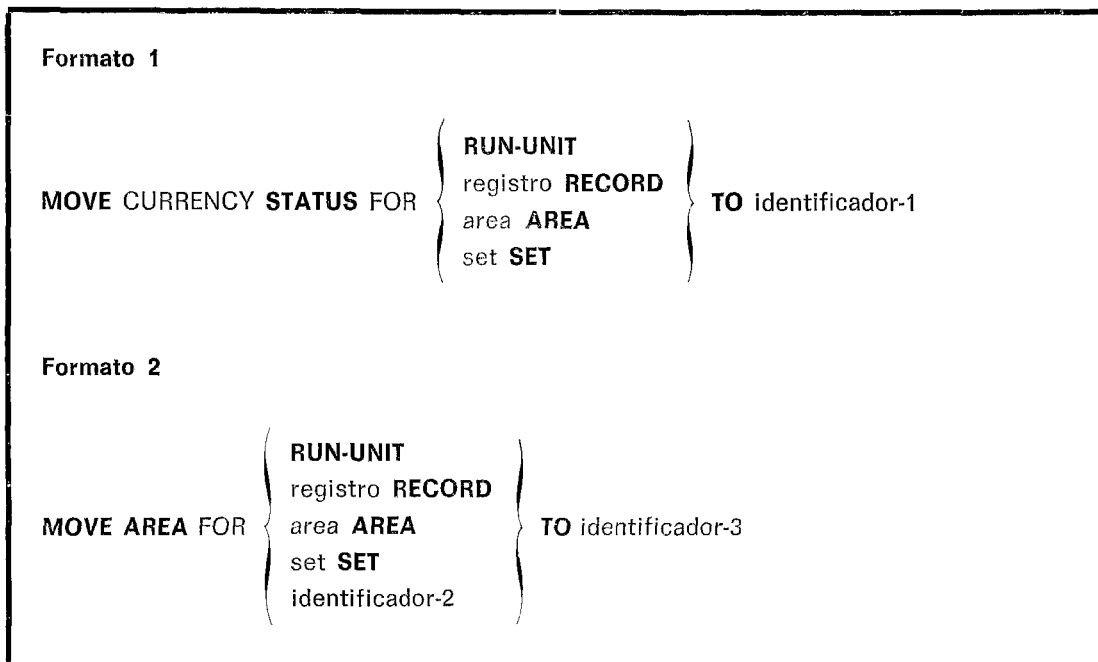 Formato 1
RUN-UNIT
registro RECORD
MOVE CURRENCY STATUS FOR area AREA TO identificador-1
set SET
Formato 2
RUN-UNIT
registro RECORD
MOVE AREA FOR area AREA TO identificador-3
set SET
identificador-2